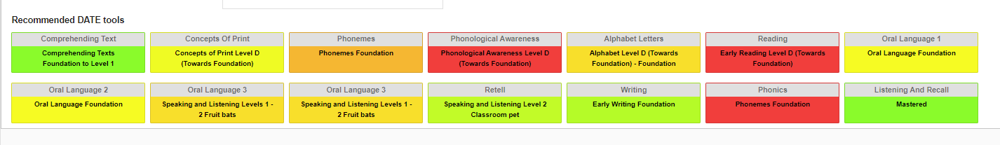 Recommended DATE tools
Comprehending Text
Concepts Of Print
Phonemes
Phonological Awareness
Alphabet Letters
Reading
Oral Language 1
Comprehending Texts
Foundation to Level 1
Concepts of Print Level D
(Towards Foundation)
Phonemes Foundation
Phonological Awareness Level D
(Towards Foundation)
Alphabet Level D (Towards
Foundation) - Foundation
Early Reading Level D (Towards
Foundation)
Oral Language Foundation
Oral Language 2
Oral Language 3
Oral Language 3
Retell
Writing
Phonics
Listening And Recall
Oral Language Foundation
Speaking and Listening Levels 1 -
2 Fruit bats
Speaking and Listening Levels 1 -
2 Fruit bats
Speaking and Listening Level 2
Classroom pet
Early Writing Foundation
Phonemes Foundation
Mastered